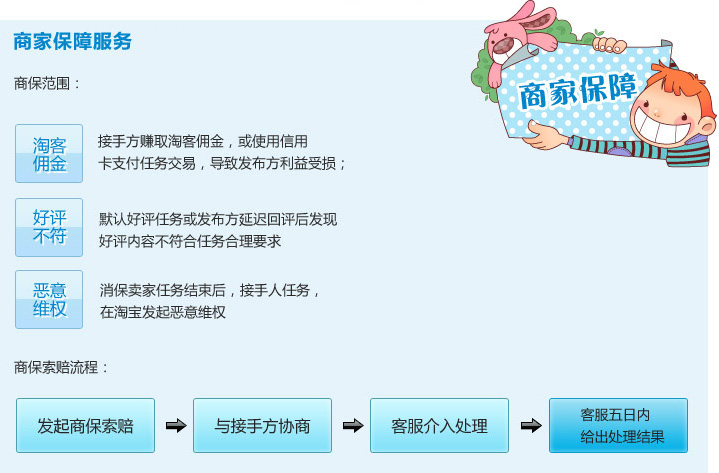 商家保障服务
商家保障
商保范围：
淘客
佣金
接手方赚取淘客佣金，或使用信用
卡支付任务交易，导致发布方利益受损；
好评
不符
默认好评任务或发布方延迟回评后发现
好评内容不符合任务合理要求
恶意
维权
消保卖家任务结束后，接手人任务，
在淘宝发起恶意维权
商保索赔流程：
发起商保索赔
与接手方协商
客服介入处理
客服五日内
给出处理结果